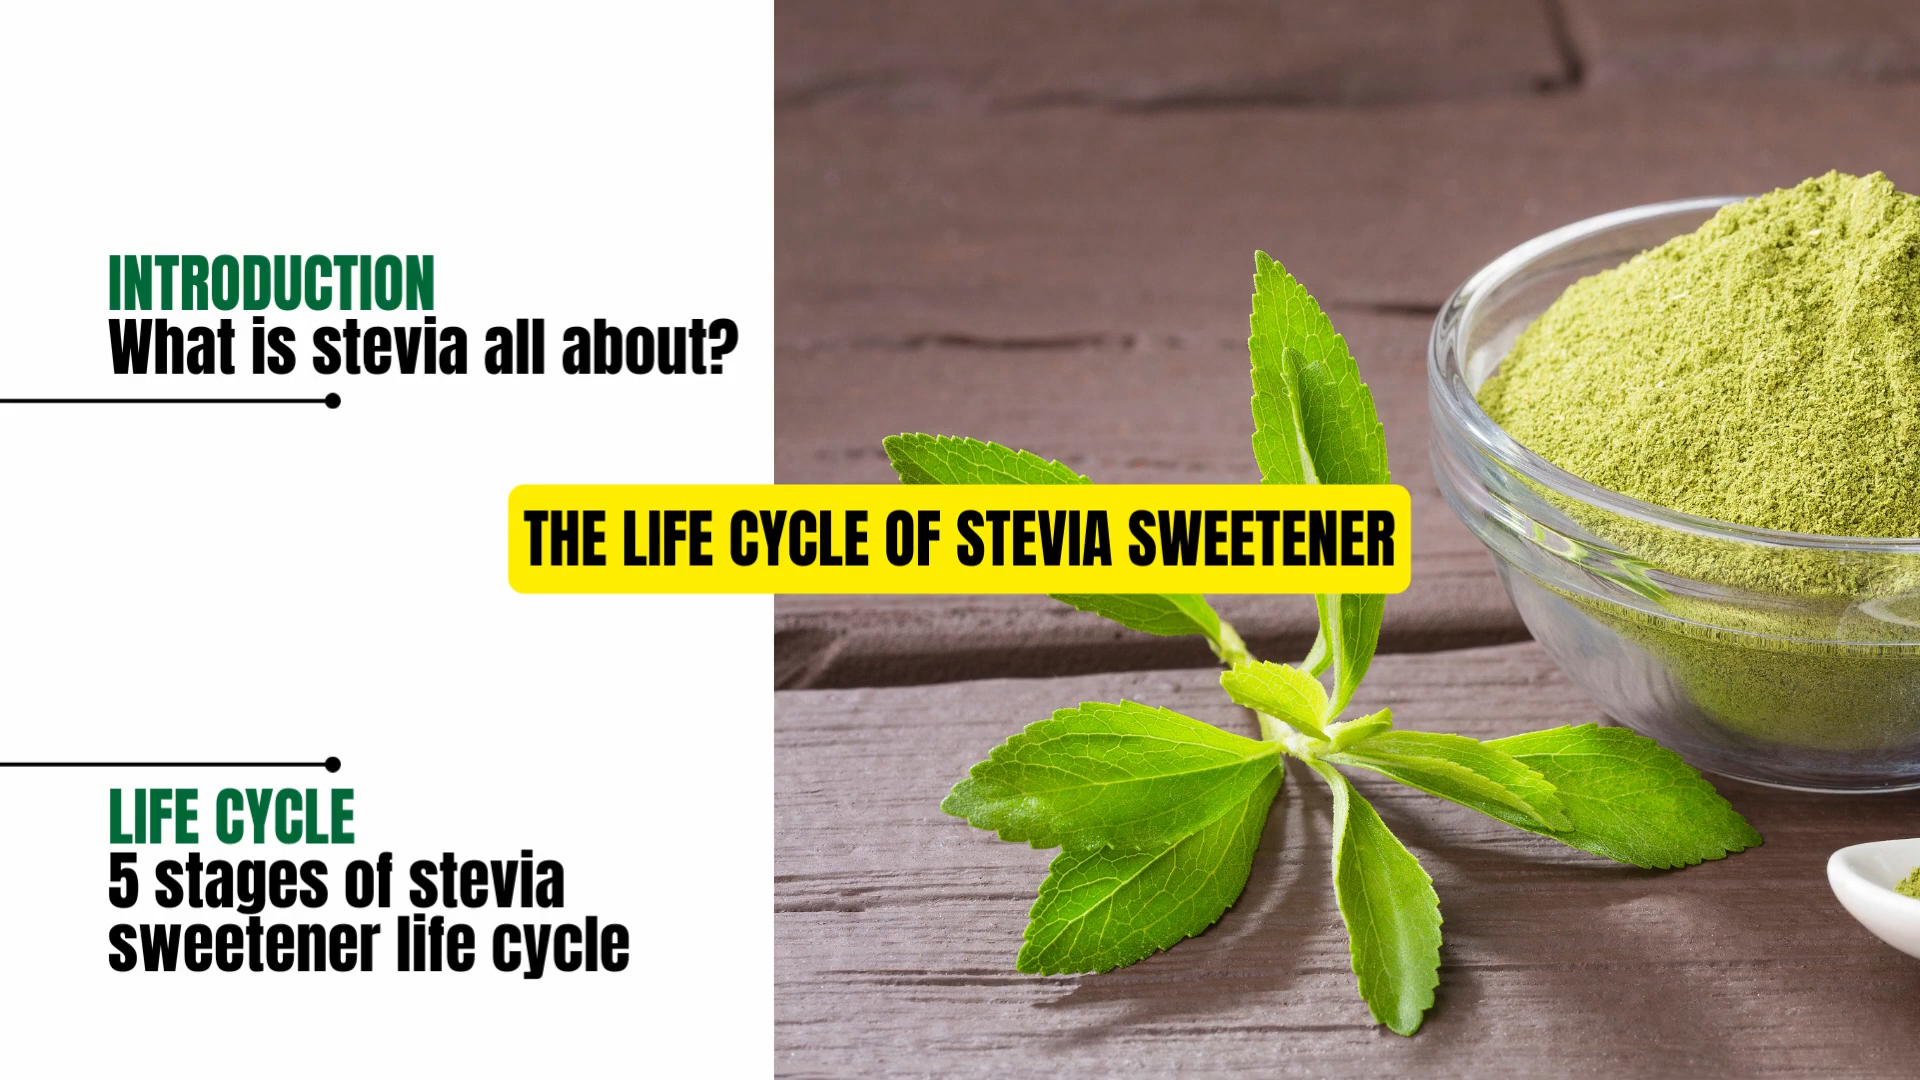 INTRODUCTION
What is stevia all about?
THE LIFE CYCLE OF STEVIA SWEETENER
LIFE CYCLE
5 stages of stevia
sweetener life cycle